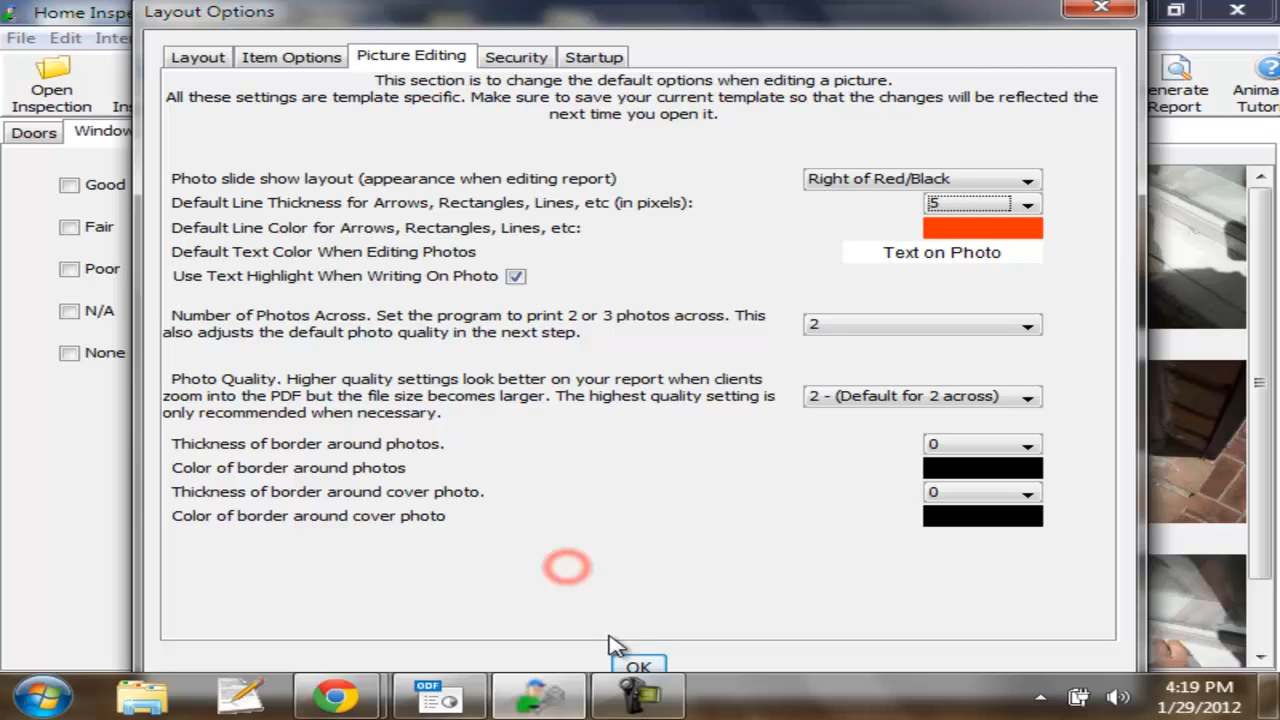 Home Inspe
Layout Options
File Edit Inte
Layout Item Options Picture Editing Security Startup
Open
Inspection In
enerate
Report
Anima
Tutor
Doors Window
This section is to change the default options when editing a picture.
All these settings are template specific. Make sure to save your current template so that the changes will be reflected the
next time you open it.
Good
Fair
Poor
N/A
None
Photo slide show layout (appearance when editing report) Right of Red/Black
Default Line Thickness for Arrows, Rectangles, Lines, etc (in pixels): 5
Default Line Color for Arrows, Rectangles, Lines, etc:
Default Text Color When Editing Photos Text on Photo
Use Text Highlight When Writing On Photo
Number of Photos Across. Set the program to print 2 or 3 photos across. This
also adjusts the default photo quality in the next step.
2
Photo Quality. Higher quality settings look better on your report when clients
zoom into the PDF but the file size becomes larger. The highest quality setting is
only recommended when necessary.
2 - (Default for 2 across)
Thickness of border around photos. 0
Color of border around photos
Thickness of border around cover photo. 0
Color of border around cover photo
OK
ODF
4:19 PM
1/29/2012